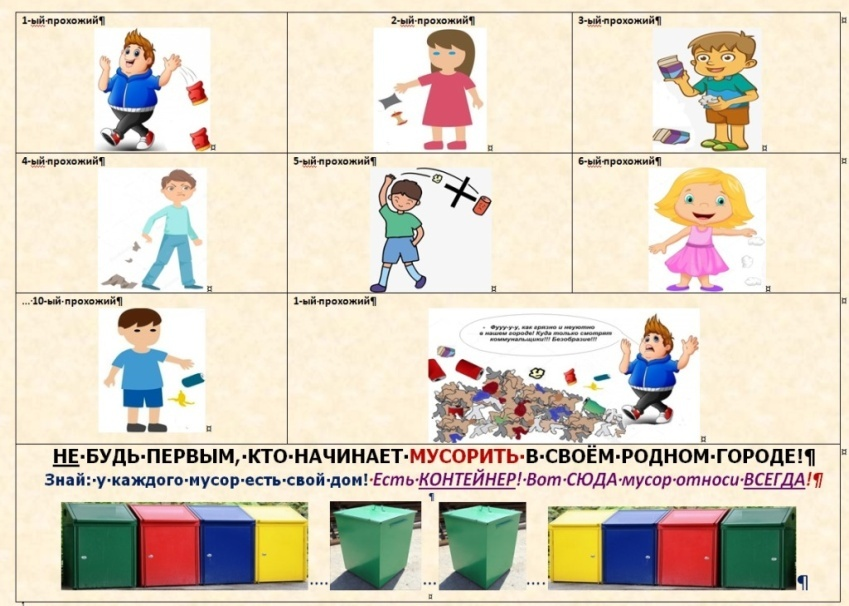 1-ый прохожий¶
2-ый прохожий¶
3-ый прохожий¶
4-ый прохожий¶
5-ый прохожий¶
6-ый прохожий¶
... 10-ый прохожий¶
1-ый прохожий¶
- Фууу-у-у, как грязно и неуютно
в нашем городе! Куда только смотрят
коммунальщики!!! Безобразие!!!
НЕ БУДЬ ПЕРВЫМ, КТО НАЧИНАЕТ МУСОРИТЬ В СВОЁМ РОДНОМ ГОРОДЕ!¶
Знай: у каждого мусор есть свой дом! Есть КОНТЕЙНЕР! Вот СЮДА мусор относи ВСЕГДА!¶